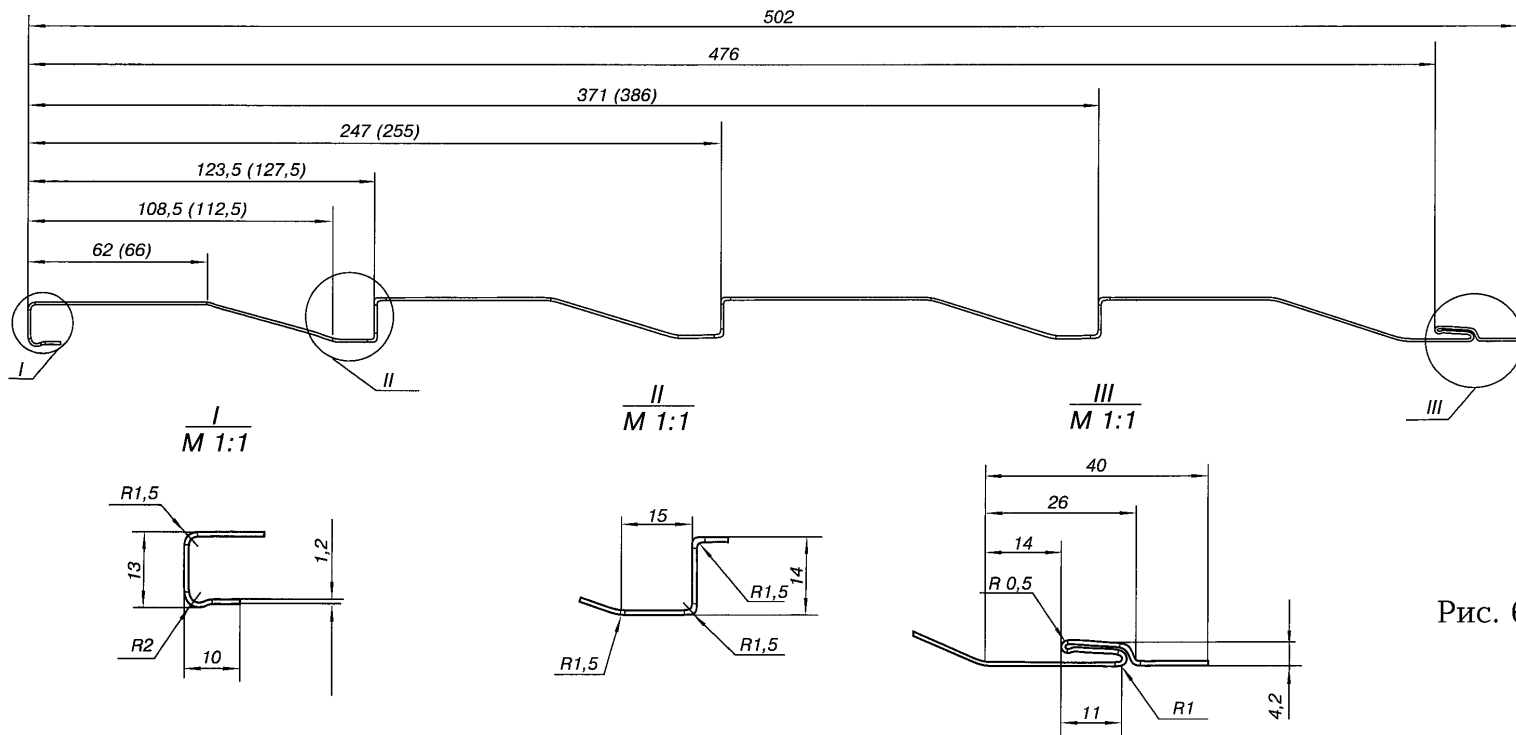 502
476
371 (386)
247 (255)
123,5 (127,5)
108,5 (112,5)
62 (66)
I
II
III
I
М 1:1
II
М 1:1
III
М 1:1
R1,5
13
1,2
R2
10
15
14
R1,5
R1,5
R1,5
40
26
14
R 0,5
4,2
11
R1
Рис. 6